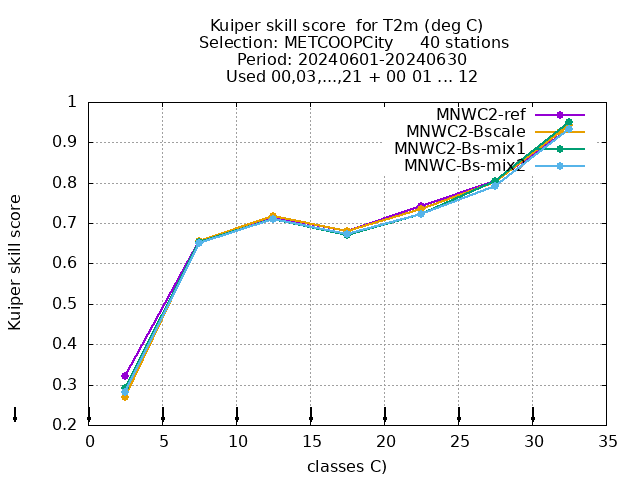 Kuiper skill score  for T2m (deg C)
Selection: METCOOPCity     40 stations
Period: 20240601-20240630
Used 00,03,...,21 + 00 01 ... 12
MNWC2-ref
MNWC2-Bscale
MNWC2-Bs-mix1
MNWC-Bs-mix2
1
0.9
0.8
0.7
0.6
0.5
0.4
0.3
0.2
Kuiper skill score
0 5 10 15 20 25 30 35
classes C)